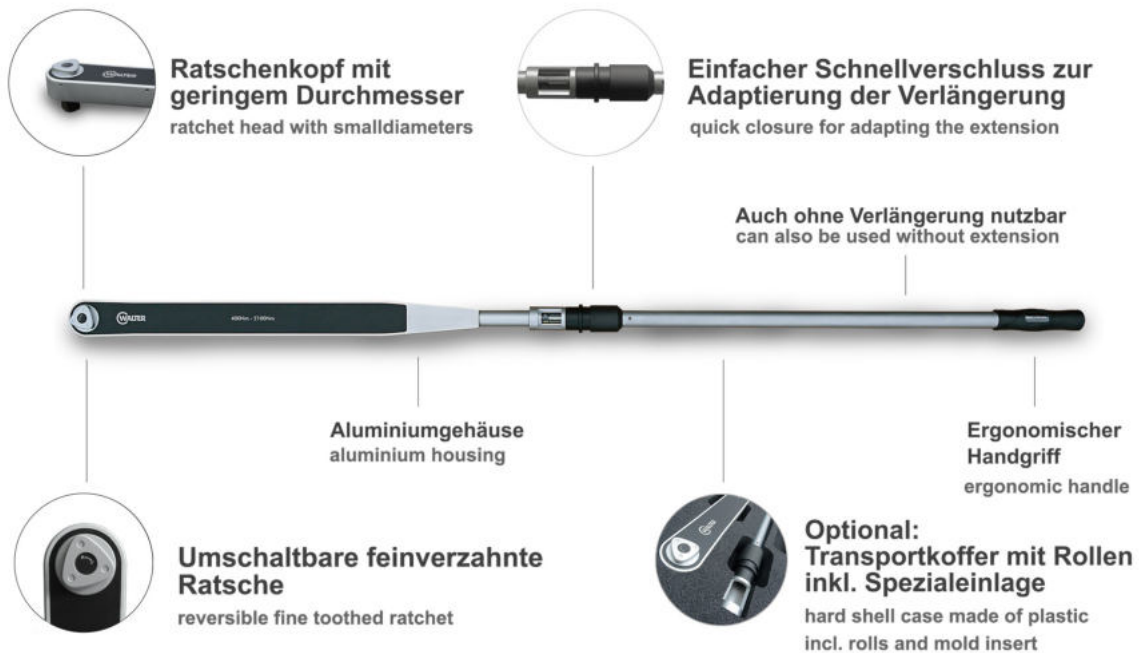 WALTER
Ratschenkopf mit
geringem Durchmesser
ratchet head with smalldiameters
Einfacher Schnellverschluss zur
Adaptierung der Verlängerung
quick closure for adapting the extension
Auch ohne Verlängerung nutzbar
can also be used without extension
WALTER
Aluminiumgehäuse
aluminium housing
Ergonomischer
Handgriff
ergonomic handle
Umschaltbare feinverzahnte
Ratsche
reversible fine toothed ratchet
WALTER
Optional:
Transportkoffer mit Rollen
inkl. Spezialeinlage
hard shell case made of plastic
incl. rolls and mold insert